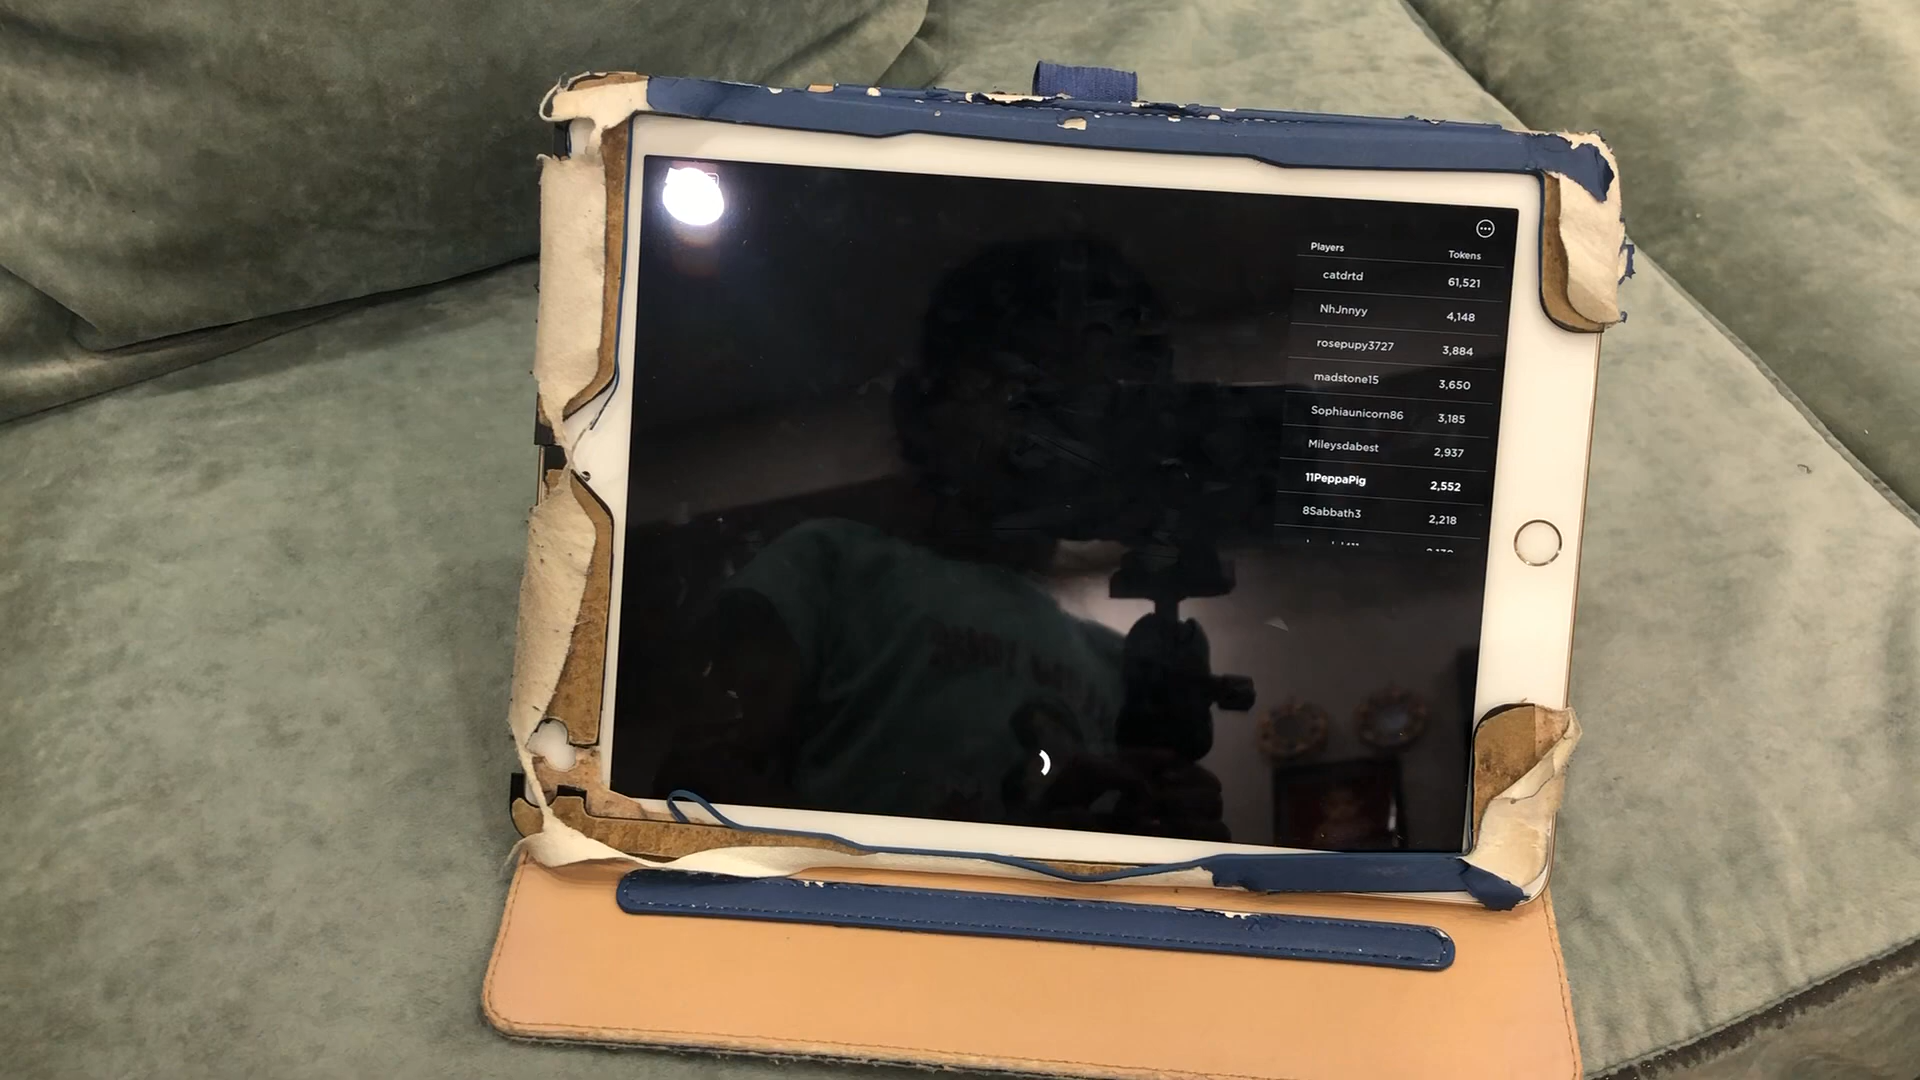 Players Tokens
catdrtd 61,521
NhJnnyy 4,148
rosepupy3727 3,884
madstone15 3,650
Sophiaunicorn86 3,185
Mileysdabest 2,937
11PeppaPig 2,552
8Sabbath3 2,218